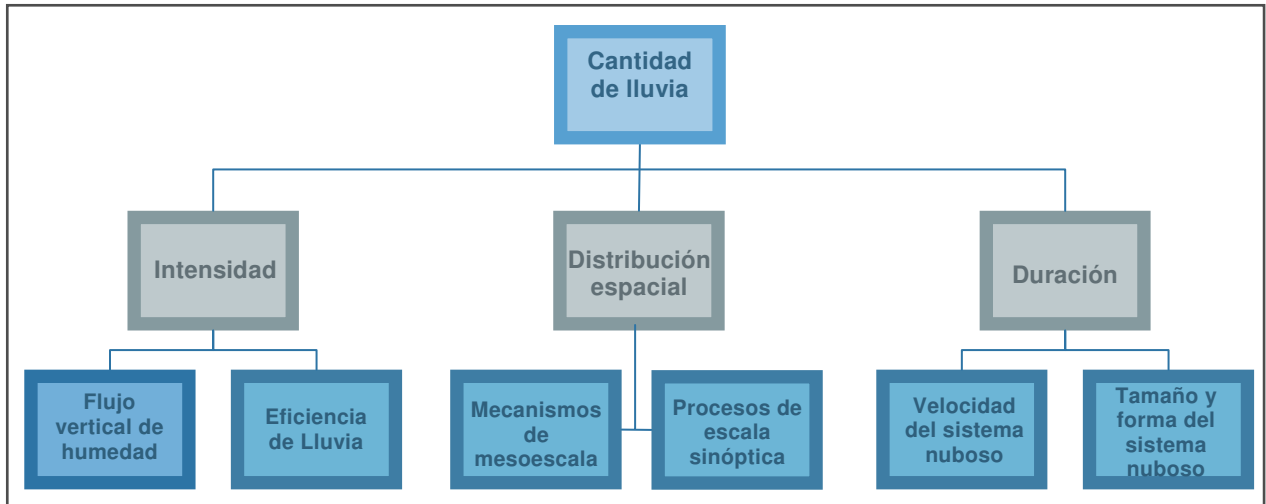 Cantidad
de lluvia
Intensidad
Distribución
espacial
Duración
Flujo
vertical de
humedad
Eficiencia
de Lluvia
Mecanismos
de
mesoescala
Procesos de
escala
sinóptica
Velocidad
del sistema
nuboso
Tamaño y
forma del
sistema
nuboso